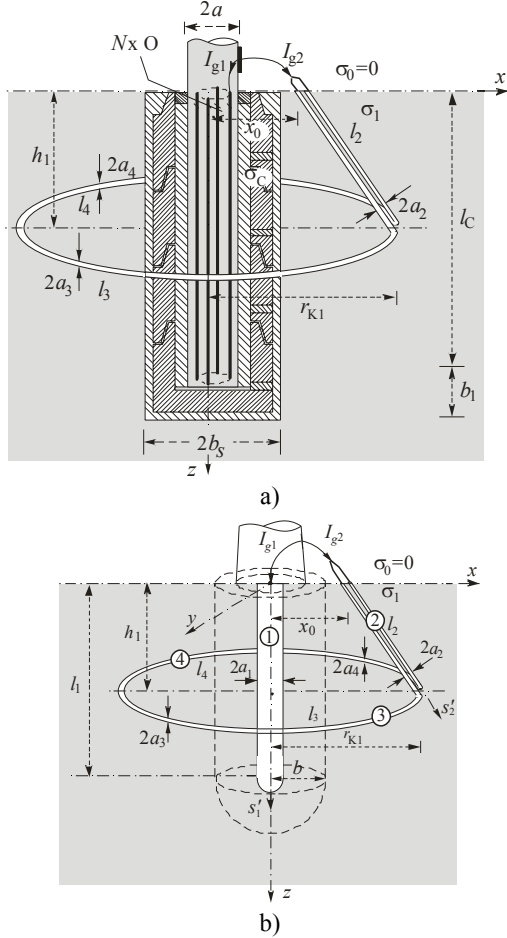 2a
Nx O
I_g1
I_g2
σ_0=0
x
σ_1
x_0
l_2
h_1
σ_C
2a_4
l_4
2a_2
l_C
2a_3
l_3
r_K1
b_1
2b_s
z
a)
I_g1
I_g2
σ_0=0
x
σ_1
y
x_0
h_1
1
2
l_2
4
l_4
2a_1
2a_4
2a_2
l_1
s'_2
l_3
3
2a_3
r_K1
b
s'_1
z
b)